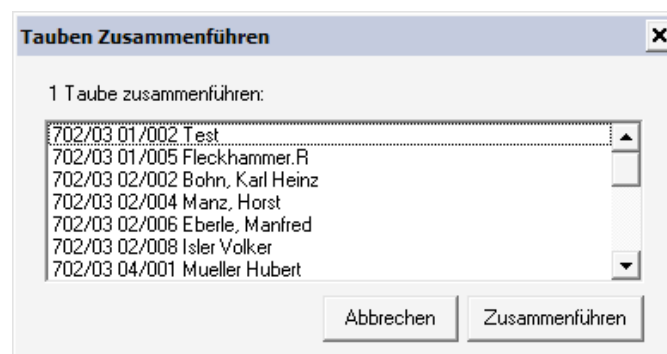 Tauben Zusammenführen
1 Taube zusammenführen:
702/03 01/002 Test
702/03 01/005 Fleckhammer.R
702/03 02/002 Bohn, Karl Heinz
702/03 02/004 Manz, Horst
702/03 02/006 Eberle, Manfred
702/03 02/008 Isler Volker
702/03 04/001 Mueller Hubert
Abbrechen Zusammenführen